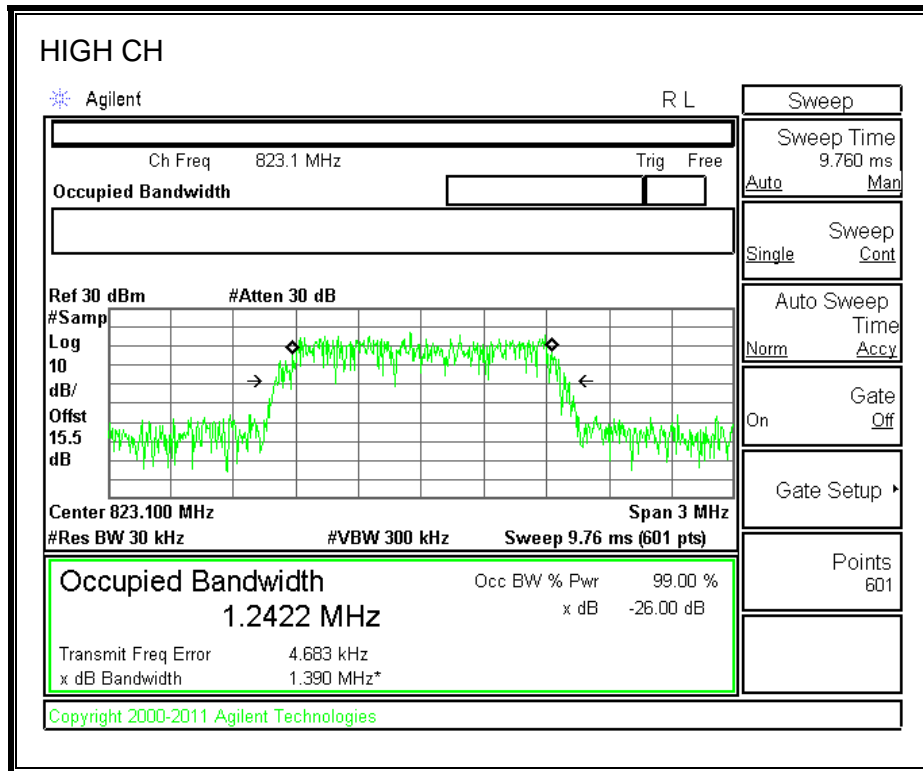 HIGH CH
Agilent R L
Ch Freq 823.1 MHz Trig Free
Occupied Bandwidth
Ref 30 dBm #Atten 30 dB
#Samp
Log
10
dB/
Offst
15.5
dB
Center 823.100 MHz Span 3 MHz
#Res BW 30 kHz #VBW 300 kHz Sweep 9.76 ms (601 pts)
Occupied Bandwidth Occ BW % Pwr 99.00 %
1.2422 MHz x dB -26.00 dB
Transmit Freq Error 4.683 kHz
x dB Bandwidth 1.390 MHz*
Copyright 2000-2011 Agilent Technologies
Sweep
Sweep Time
9.760 ms
Auto Man
Sweep
Single Cont
Auto Sweep
Time
Norm Accy
Gate
On Off
Gate Setup
Points
601